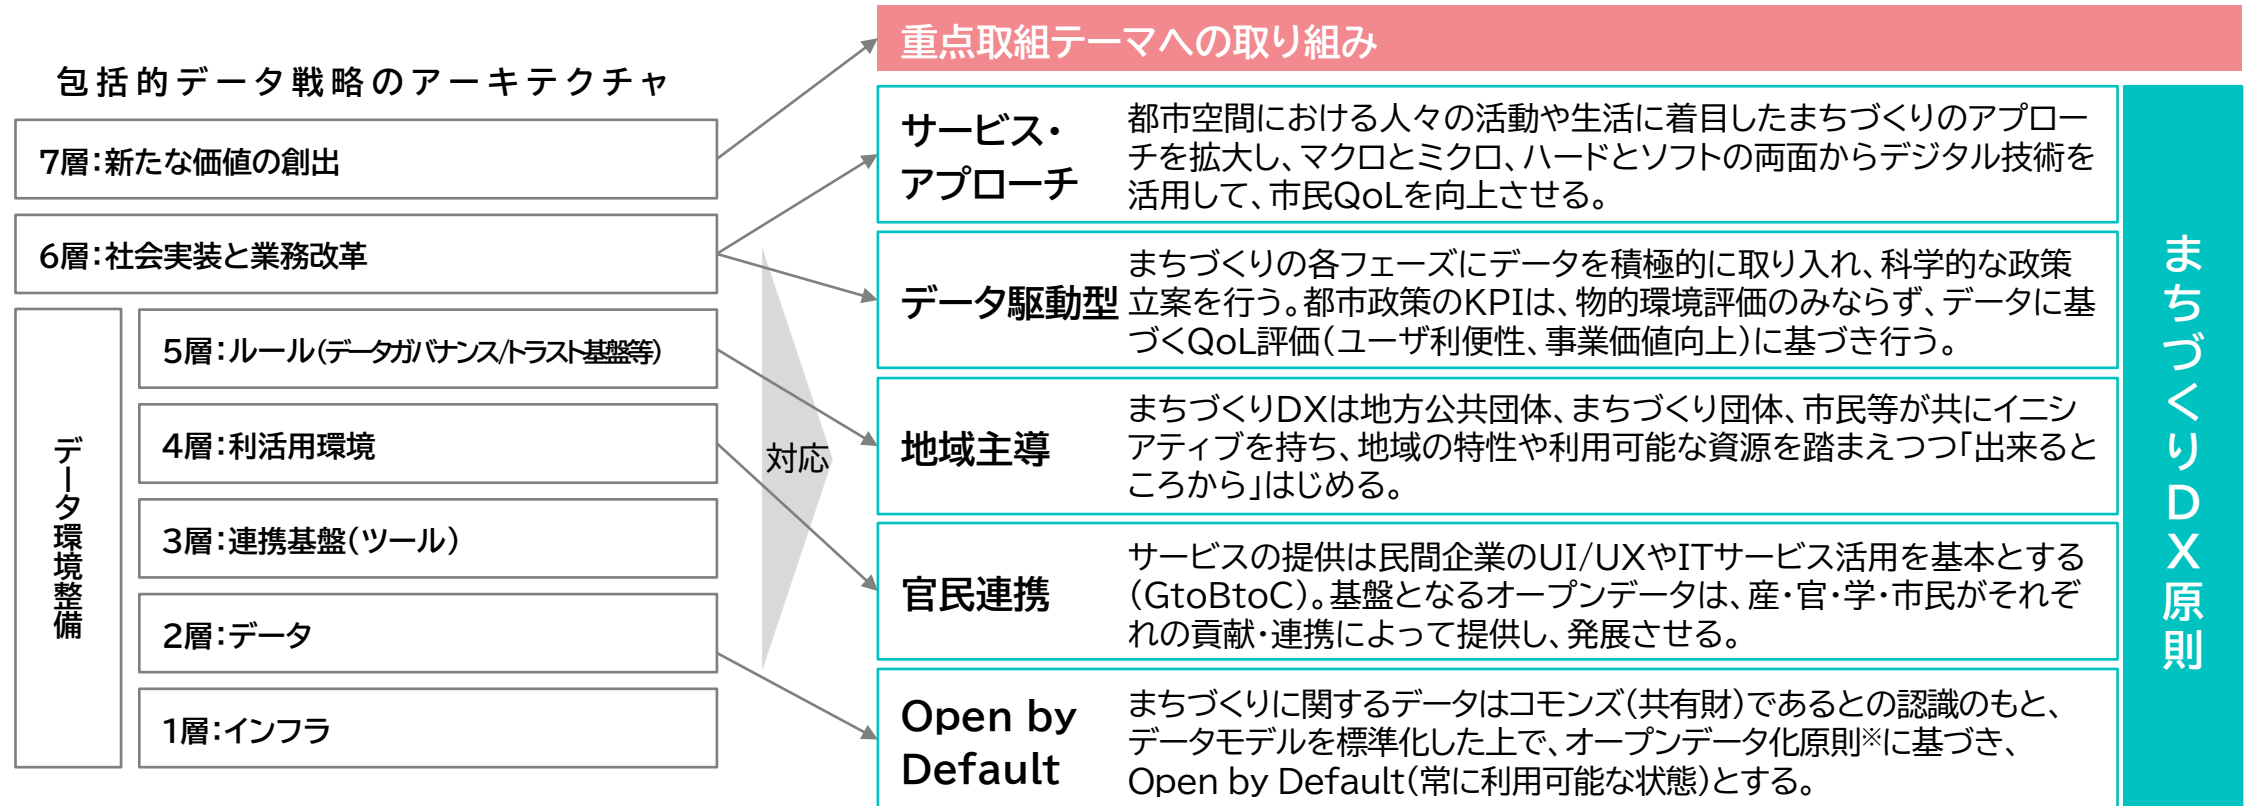 包括的データ戦略のアーキテクチャ
7層：新たな価値の創出
6層：社会実装と業務改革
データ環境整備
5層：ルール（データガバナンス/トラスト基盤等）
4層：利活用環境
3層：連携基盤（ツール）
2層：データ
1層：インフラ
対応
重点取組テーマへの取り組み
サービス・
アプローチ
都市空間における人々の活動や生活に着目したまちづくりのアプロー
チを拡大し、マクロとミクロ、ハードとソフトの両面からデジタル技術を
活用して、市民QoLを向上させる。
データ駆動型
まちづくりの各フェーズにデータを積極的に取り入れ、科学的な政策
立案を行う。都市政策のKPIは、物的環境評価のみならず、データに基
づくQoL評価（ユーザ利便性、事業価値向上）に基づき行う。
地域主導
まちづくりDXは地方公共団体、まちづくり団体、市民等が共にイニシ
アティブを持ち、地域の特性や利用可能な資源を踏まえつつ「出来ると
ころから」はじめる。
官民連携
サービスの提供は民間企業のUI/UXやITサービス活用を基本とする
（GtoBtoC）。基盤となるオープンデータは、産・官・学・市民がそれぞ
れの貢献・連携によって提供し、発展させる。
Open by
Default
まちづくりに関するデータはコモンズ（共有財）であるとの認識のもと、
データモデルを標準化した上で、オープンデータ化原則※に基づき、
Open by Default（常に利用可能な状態）とする。
まちづくりDX原則